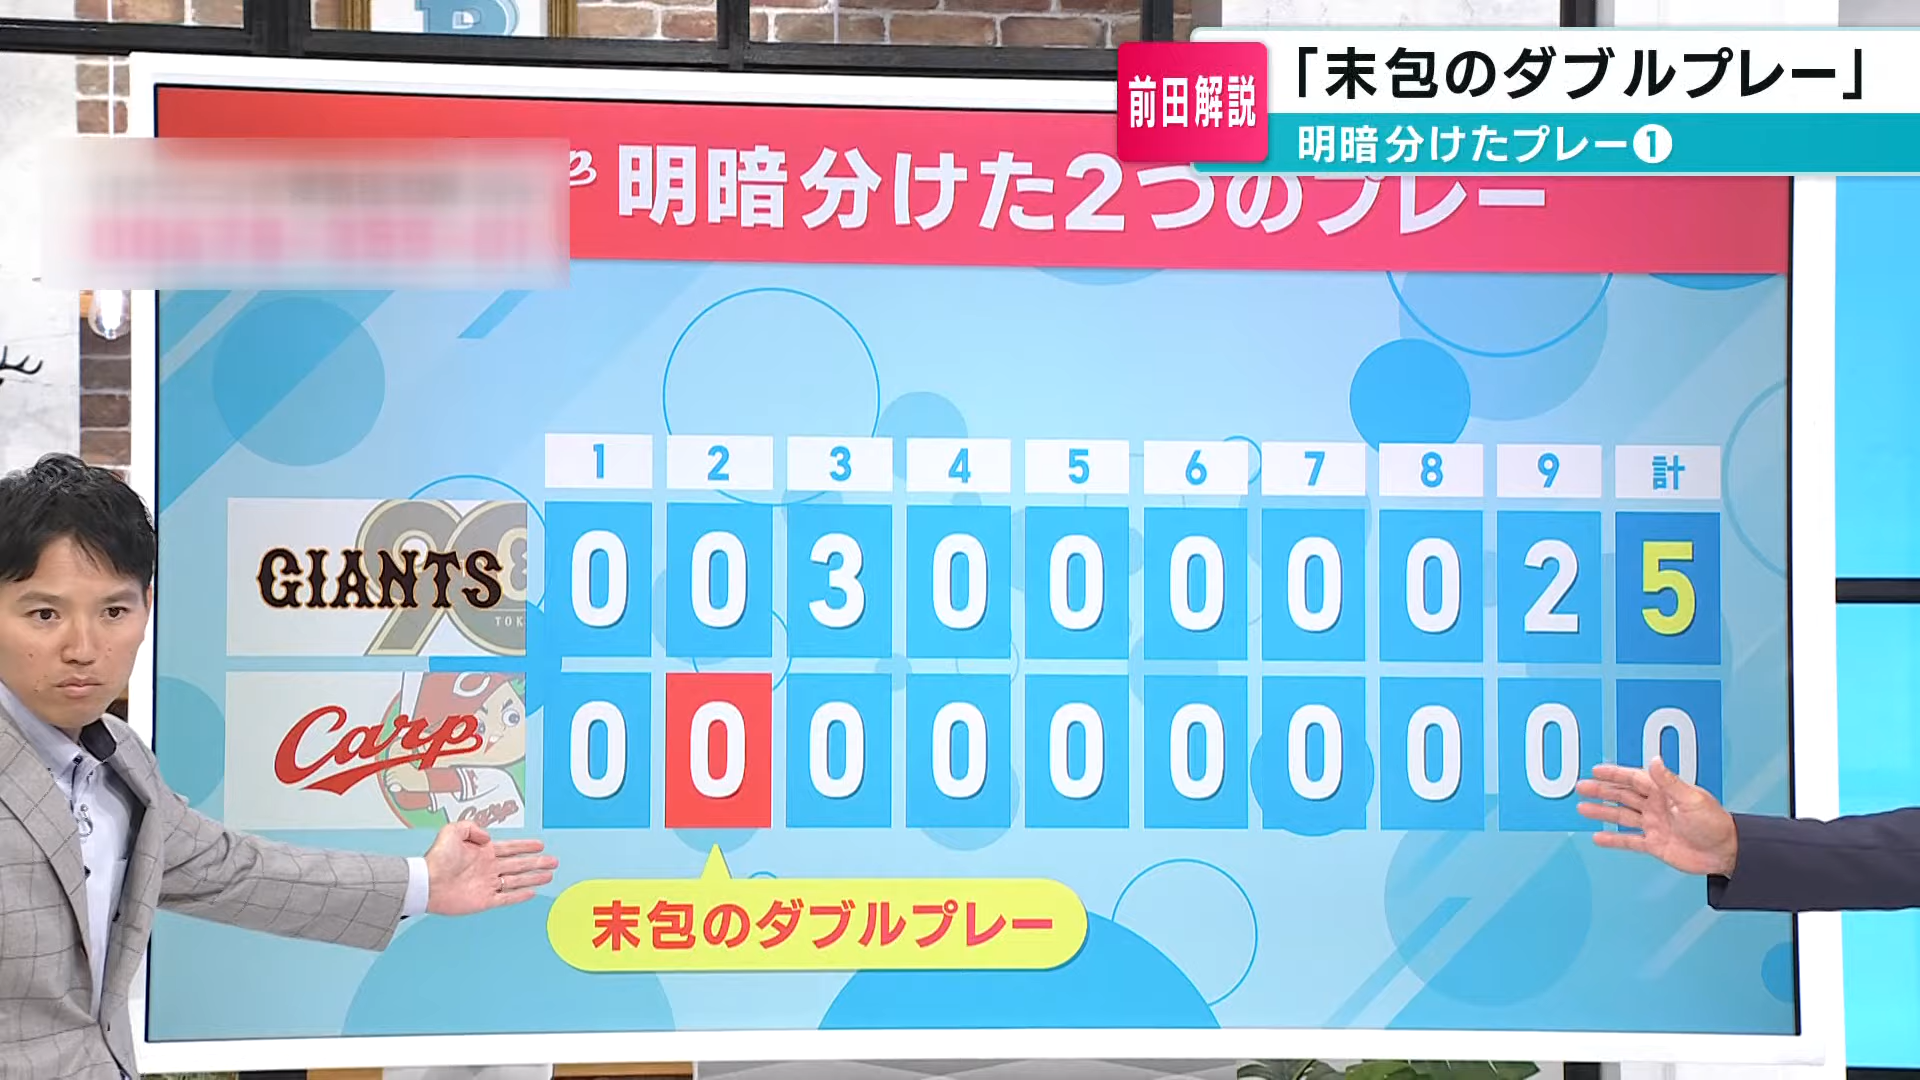 前田解説
「末包のダブルプレー」
明暗分けたプレー❶
明暗分けた2つのプレー
1 2 3 4 5 6 7 8 9 計
GIANTS 0 0 3 0 0 0 0 0 2 5
Carp 0 0 0 0 0 0 0 0 0 0
末包のダブルプレー